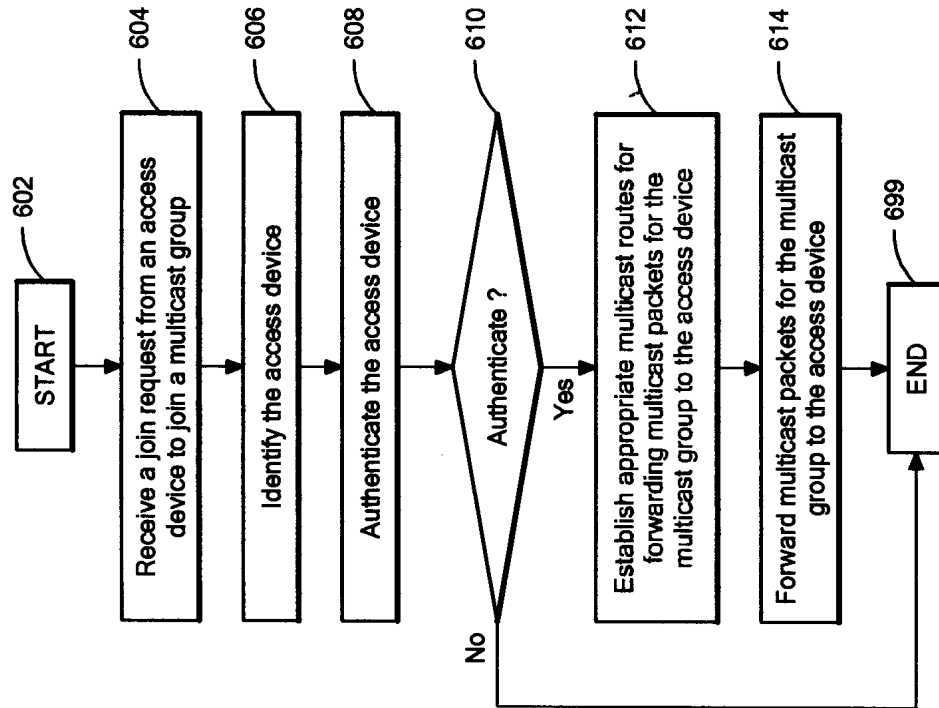 START
602
Receive a join request from an access
device to join a multicast group
604
Identify the access device
606
Authenticate the access device
608
Authenticate ?
610
No
Yes
Establish appropriate multicast routes for
forwarding multicast packets for the
multicast group to the access device
612
Forward multicast packets for the multicast
group to the access device
614
END
699